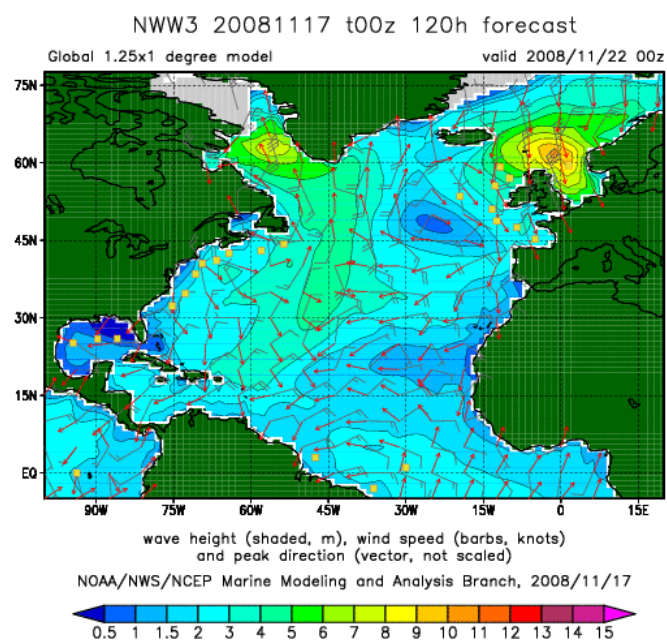 NWW3 20081117 t00z 120h forecast
Global 1.25x1 degree model valid 2008/11/22 00z
75N
60N
45N
30N
15N
EQ
90W 75W 60W 45W 30W 15W 0 15E
wave height (shaded, m), wind speed (barbs, knots)
and peak direction (vector, not scaled)
NOAA/NWS/NCEP Marine Modeling and Analysis Branch, 2008/11/17
0.5 1 1.5 2 3 4 5 6 7 8 9 10 11 12 13 14 15